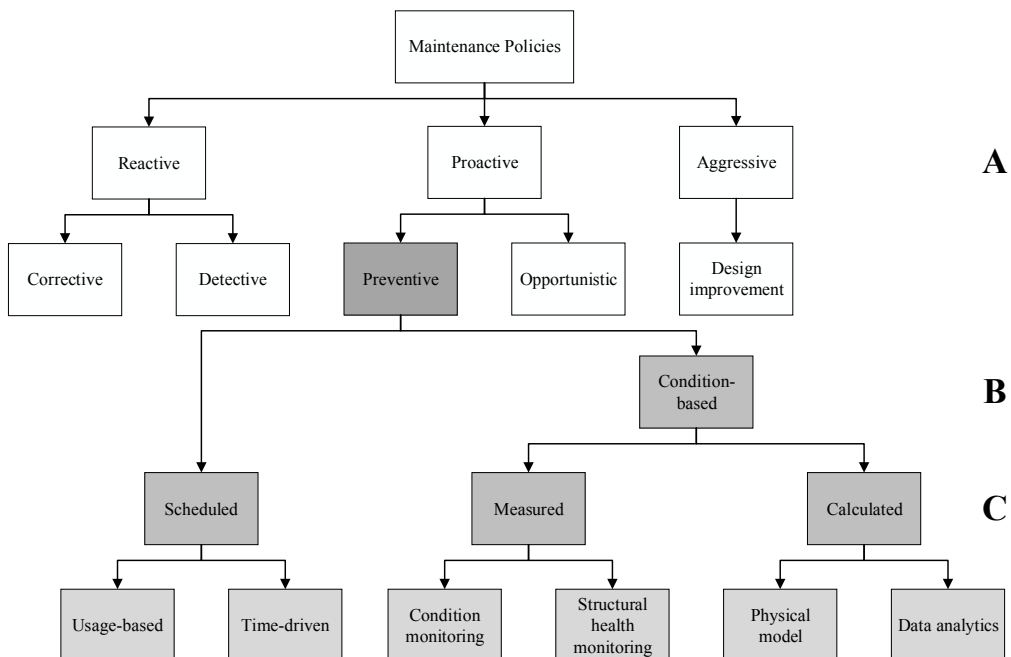 Maintenance Policies
Reactive
Proactive
Aggressive
A
Corrective
Detective
Preventive
Opportunistic
Design
improvement
Condition-
based
B
Scheduled
Measured
Calculated
C
Usage-based
Time-driven
Condition
monitoring
Structural
health
monitoring
Physical
model
Data analytics